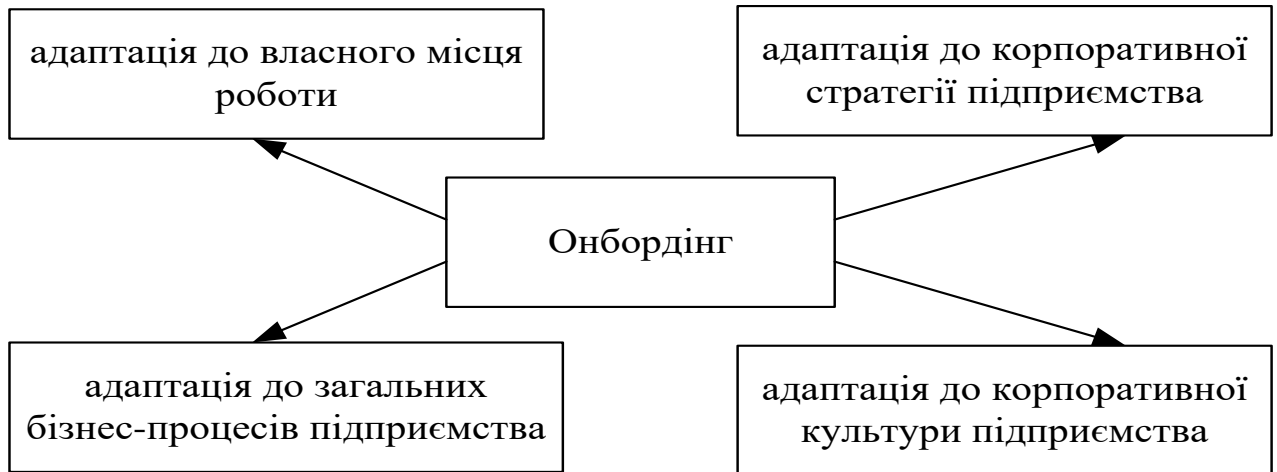 адаптація до власного місця
роботи
адаптація до корпоративної
стратегії підприємства
Онбордінг
адаптація до загальних
бізнес-процесів підприємства
адаптація до корпоративної
культури підприємства